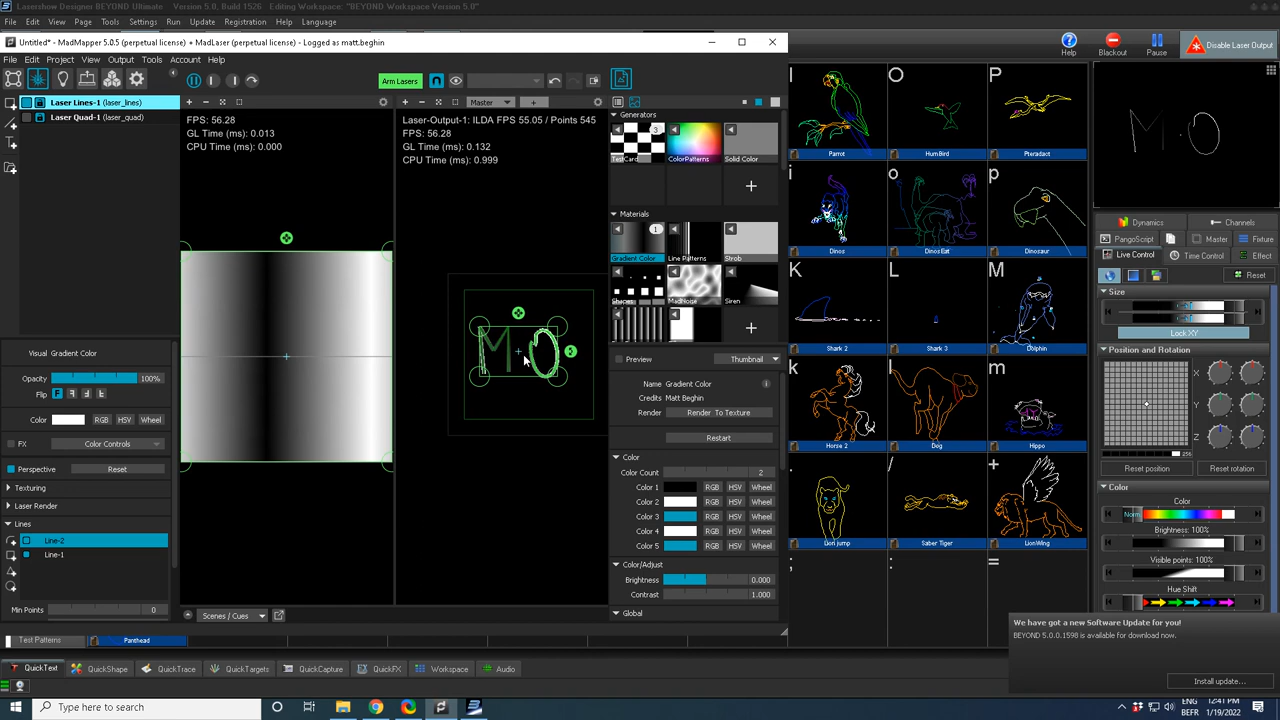 Lasershow Designer BEYOND Ultimate    Version 5.0, Build 1526    Editing Workspace: "BEYOND Workspace Version 5.0"
File Edit View Page Tools Settings Run Update Registration Help Language
Untitled* - MadMapper 5.0.5 (perpetual license) + MadLaser (perpetual license) - Logged as matt.beghin
File Edit Project View Output Tools Account Help
Arm Lasers
Help Blackout Pause Disable Laser Output
Laser Lines-1 (laser_lines)
Laser Quad-1 (laser_quad)
Master
FPS: 56.28
GL Time (ms): 0.013
CPU Time (ms): 0.000
Laser-Output-1: ILDA FPS 55.05 / Points 545
FPS: 56.28
GL Time (ms): 0.132
CPU Time (ms): 0.999
M O
Generators
3
TestCard ColorPatterns Solid Color
Materials
1
Gradient Color Line Patterns Strob
Shapes MadNoise Siren
Preview Thumbnail
Name Gradient Color
Credits Matt Beghin
Render Render To Texture
Restart
Color
Color Count 2
Color 1 RGB HSV Wheel
Color 2 RGB HSV Wheel
Color 3 RGB HSV Wheel
Color 4 RGB HSV Wheel
Color 5 RGB HSV Wheel
Color/Adjust
Brightness 0.000
Contrast 1.000
Global
Visual Gradient Color
Opacity 100%
Flip
Color RGB HSV Wheel
FX Color Controls
Perspective Reset
Texturing
Laser Render
Lines
Line-2
Line-1
Min Points 0
Scenes / Cues
Test Patterns Panthead
I O P
Parrot HumBird Pteradact
i o p
Dinos DinosEat Dinosaur
K L M
Shark 2 Shark 3 Dolphin
k l m
Horse 2 Dog Hippo
. / +
Lion jump Saber Tiger LionWing
; : =
M O
Dynamics Channels
PangoScript Master Fixture
Live Control Time Control Effect
Reset
Size
Lock XY
Position and Rotation
X
Y
Z
256
Reset position Reset rotation
Color
Color
Norm
Brightness: 100%
Visible points: 100%
Hue Shift
We have got a new Software Update for you!
BEYOND 5.0.0.1598 is available for download now.
Install update...
QuickText QuickShape QuickTrace QuickTargets QuickCapture QuickFX Workspace Audio
Type here to search
ENG
BEFR
12:41 PM
1/19/2022